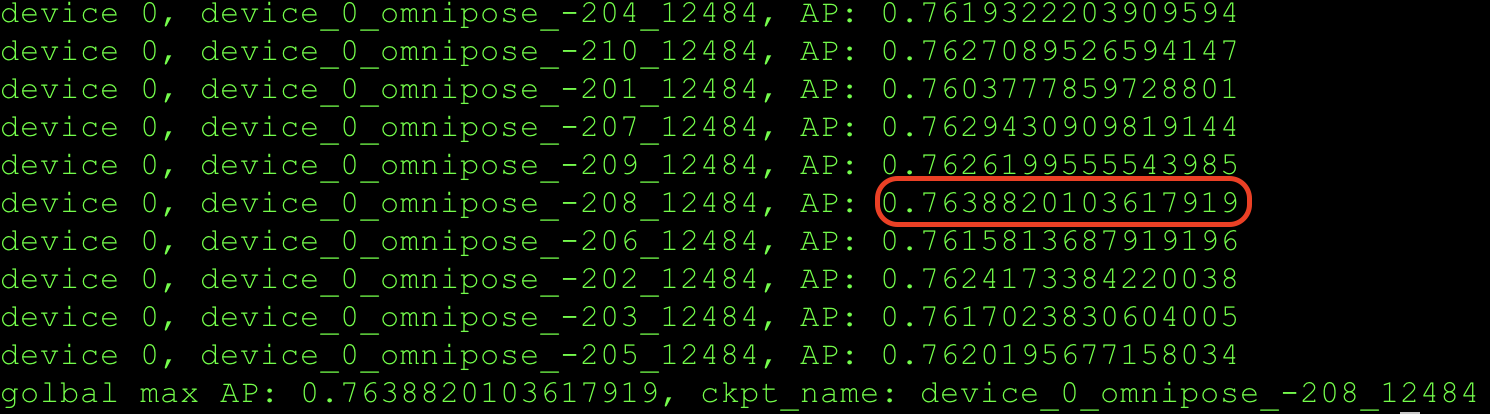 device 0, device_0_omnipose_-204_12484, AP: 0.7619322203909594
device 0, device_0_omnipose_-210_12484, AP: 0.7627089526594147
device 0, device_0_omnipose_-201_12484, AP: 0.7603777859728801
device 0, device_0_omnipose_-207_12484, AP: 0.7629430909819144
device 0, device_0_omnipose_-209_12484, AP: 0.7626199555543985
device 0, device_0_omnipose_-208_12484, AP: 0.7638820103617919
device 0, device_0_omnipose_-206_12484, AP: 0.7615813687919196
device 0, device_0_omnipose_-202_12484, AP: 0.7624173384220038
device 0, device_0_omnipose_-203_12484, AP: 0.7617023830604005
device 0, device_0_omnipose_-205_12484, AP: 0.7620195677158034
golbal max AP: 0.7638820103617919, ckpt_name: device_0_omnipose_-208_12484